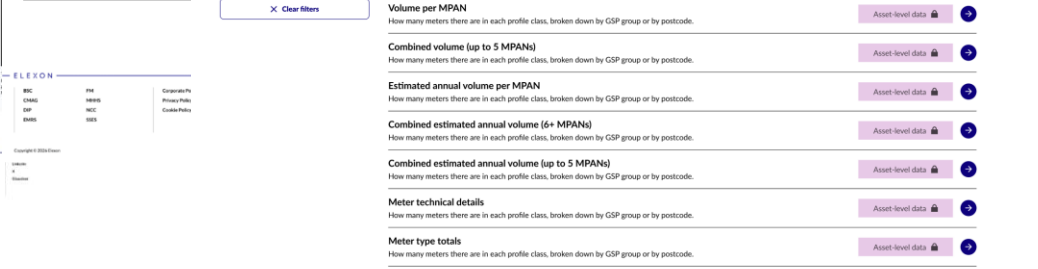 Clear filters
Volume per MPAN
How many meters there are in each profile class, broken down by GSP group or by postcode.
Asset-level data
Combined volume (up to 5 MPANs)
How many meters there are in each profile class, broken down by GSP group or by postcode.
Asset-level data
Estimated annual volume per MPAN
How many meters there are in each profile class, broken down by GSP group or by postcode.
Asset-level data
Combined estimated annual volume (6+ MPANs)
How many meters there are in each profile class, broken down by GSP group or by postcode.
Asset-level data
Combined estimated annual volume (up to 5 MPANs)
How many meters there are in each profile class, broken down by GSP group or by postcode.
Asset-level data
Meter technical details
How many meters there are in each profile class, broken down by GSP group or by postcode.
Asset-level data
Meter type totals
How many meters there are in each profile class, broken down by GSP group or by postcode.
Asset-level data
ELEXON
BSC
CMAG
DIP
EMRS
FM
MHHS
NCC
SSES
Corporate Po
Privacy Polic
Cookie Policy
Copyright © 2026 Elexon